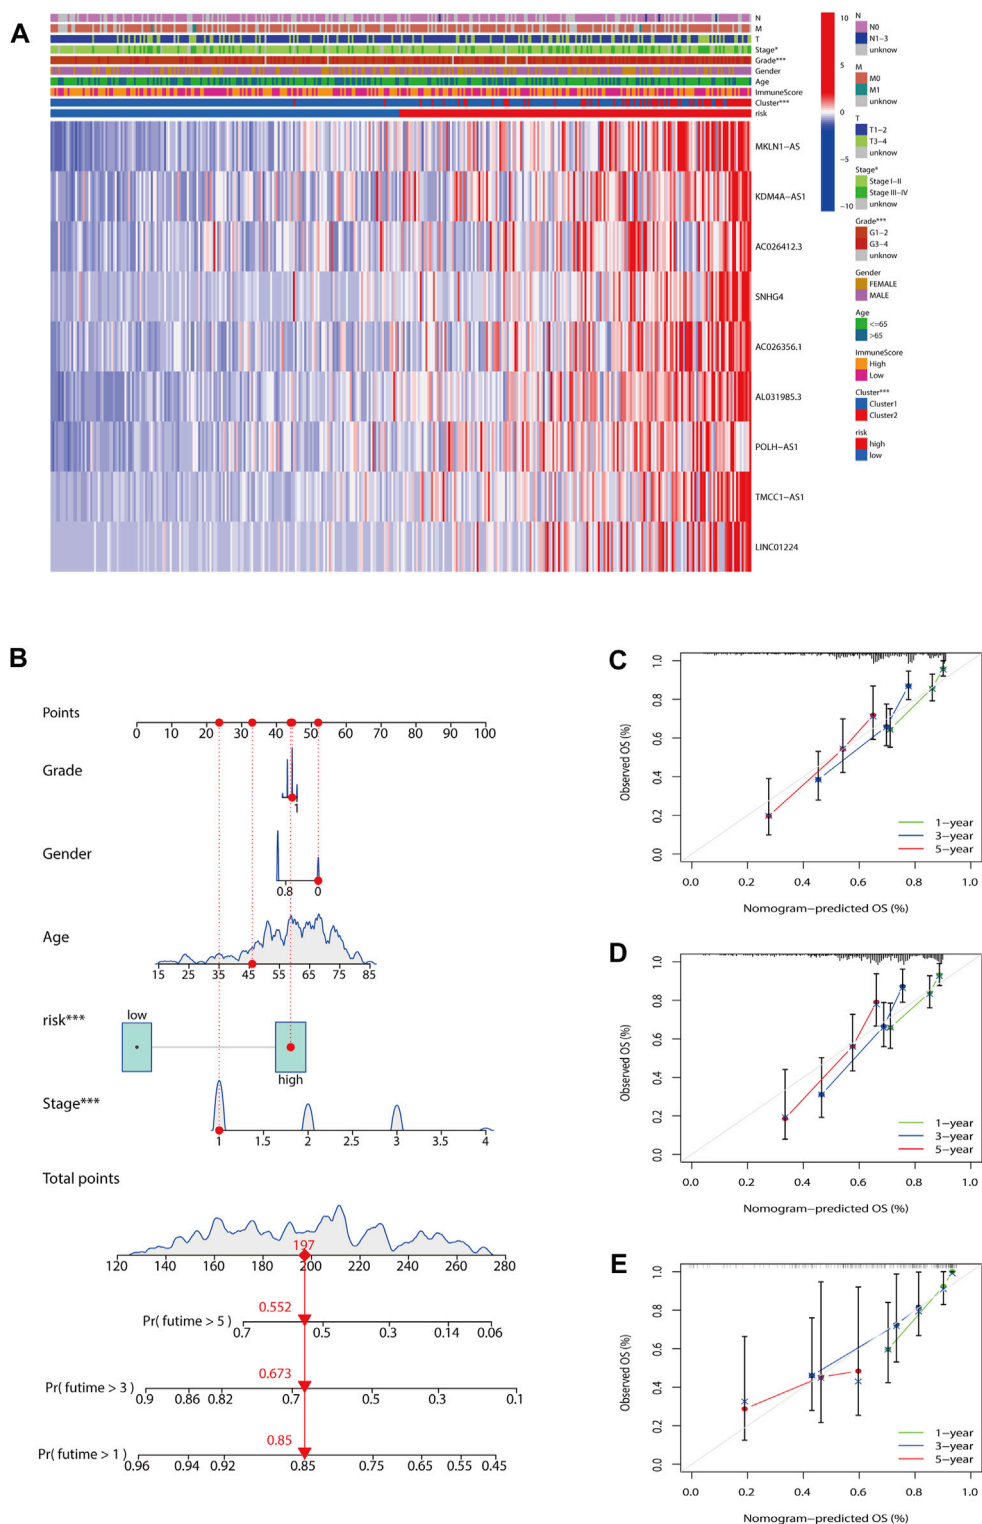 A
N
M
T
Stage*
Grade***
Gender
Age
ImmuneScore
Cluster***
risk
MKLN1−AS
KDM4A−AS1
AC026412.3
SNHG4
AC026356.1
AL031985.3
POLH−AS1
TMCC1−AS1
LINC01224
10
5
0
−5
−10
N
N0
N1−3
unknow
M
M0
M1
unknow
T
T1−2
T3−4
unknow
Stage*
Stage I−II
Stage III−IV
unknow
Grade***
G1−2
G3−4
unknow
Gender
FEMALE
MALE
Age
<=65
>65
ImmuneScore
High
Low
Cluster***
Cluster1
Cluster2
risk
high
low
B
Points
0 10 20 30 40 50 60 70 80 90 100
Grade
1
Gender
0.8 0
Age
15 25 35 45 55 65 75 85
risk***
low
high
Stage***
1 1.5 2 2.5 3 3.5 4
Total points
197
120 140 160 180 200 220 240 260 280
0.552
Pr( futime > 5 )
0.7 0.5 0.3 0.14 0.06
0.673
Pr( futime > 3 )
0.9 0.86 0.82 0.7 0.5 0.3 0.1
0.85
Pr( futime > 1 )
0.96 0.94 0.92 0.85 0.75 0.65 0.55 0.45
C
Observed OS (%)
0.0 0.2 0.4 0.6 0.8 1.0
1−year
3−year
5−year
0.0 0.2 0.4 0.6 0.8 1.0
Nomogram−predicted OS (%)
D
Observed OS (%)
0.0 0.2 0.4 0.6 0.8 1.0
1−year
3−year
5−year
0.0 0.2 0.4 0.6 0.8 1.0
Nomogram−predicted OS (%)
E
Observed OS (%)
0.0 0.2 0.4 0.6 0.8 1.0
1−year
3−year
5−year
0.0 0.2 0.4 0.6 0.8 1.0
Nomogram−predicted OS (%)